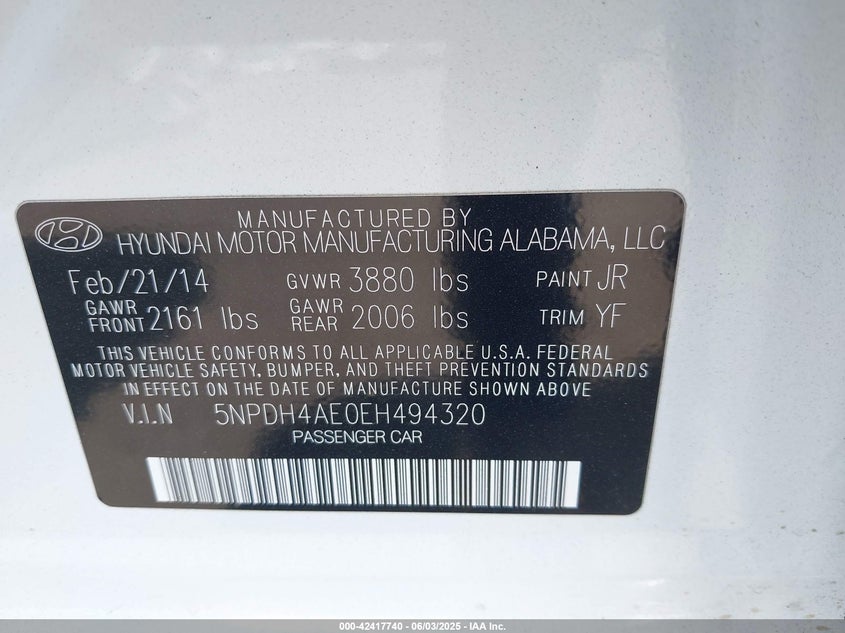 MANUFACTURED BY
HYUNDAI MOTOR MANUFACTURING ALABAMA, LLC
Feb/21/14 GVWR 3880 lbs PAINT JR
GAWR FRONT 2161 lbs GAWR REAR 2006 lbs TRIM YF
THIS VEHICLE CONFORMS TO ALL APPLICABLE U.S.A. FEDERAL
MOTOR VEHICLE SAFETY, BUMPER, AND THEFT PREVENTION STANDARDS
IN EFFECT ON THE DATE OF MANUFACTURE SHOWN ABOVE
V.I.N 5NPDH4AE0EH494320
PASSENGER CAR
000-42417740 - 06/03/2025 - IAA Inc.